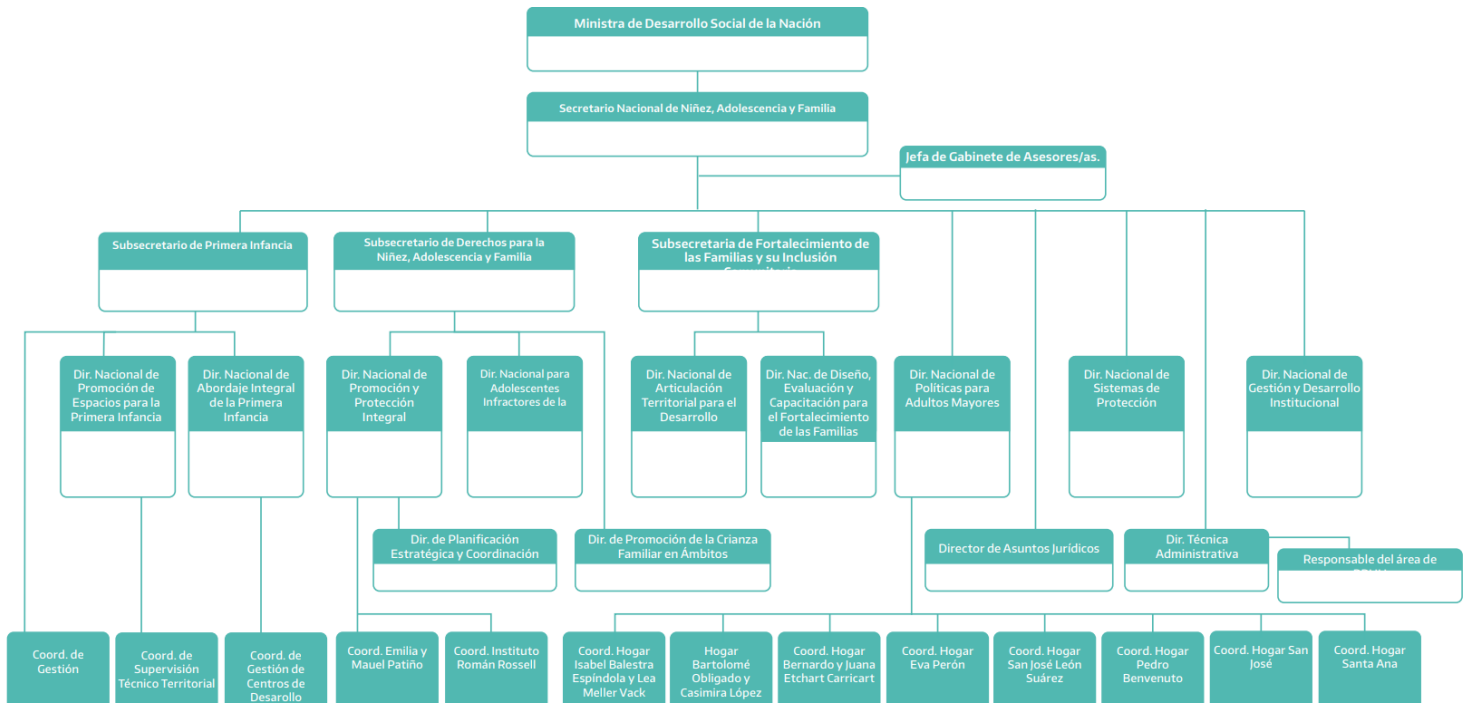 Ministra de Desarrollo Social de la Nación
Secretario Nacional de Niñez, Adolescencia y Familia
Jefa de Gabinete de Asesores/as.
Subsecretario de Primera Infancia
Subsecretario de Derechos para la
Niñez, Adolescencia y Familia
Subsecretaria de Fortalecimiento de
las Familias y su Inclusión
Dir. Nacional de
Promoción de
Espacios para la
Primera Infancia
Dir. Nacional de
Abordaje Integral
de la Primera
Infancia
Dir. Nacional de
Promoción y
Protección
Integral
Dir. Nacional para
Adolescentes
Infractores de la
Dir. Nacional de
Articulación
Territorial para el
Desarrollo
Dir. Nac. de Diseño,
Evaluación y
Capacitación para
el Fortalecimiento
de las Familias
Dir. Nacional de
Políticas para
Adultos Mayores
Dir. Nacional de
Sistemas de
Protección
Dir. Nacional de
Gestión y Desarrollo
Institucional
Dir. de Planificación
Estratégica y Coordinación
Dir. de Promoción de la Crianza
Familiar en Ámbitos
Director de Asuntos Jurídicos
Dir. Técnica
Administrativa
Responsable del área de
Coord. de
Gestión
Coord. de
Supervisión
Técnico Territorial
Coord. de
Gestión de
Centros de
Desarollo
Coord. Emilia y
Mauel Patiño
Coord. Instituto
Román Rossell
Coord. Hogar
Isabel Balestra
Espíndola y Lea
Meller Vack
Hogar
Bartolomé
Obligado y
Casimira López
Coord. Hogar
Bernardo y Juana
Etchart Carricart
Coord. Hogar
Eva Perón
Coord. Hogar
San José León
Suárez
Coord. Hogar
Pedro
Benvenuto
Coord. Hogar San
José
Coord. Hogar
Santa Ana